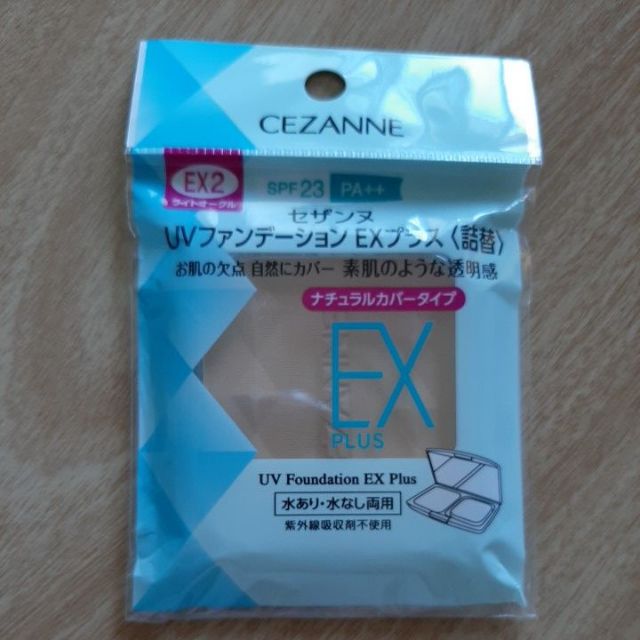 CEZANNE
EX2
ライトオークル
SPF23 PA++
セザンヌ
UVファンデーション EXプラス〈詰替〉
お肌の欠点 自然にカバー 素肌のような透明感
ナチュラルカバータイプ
EX
PLUS
UV Foundation EX Plus
水あり・水なし両用
紫外線吸収剤不使用